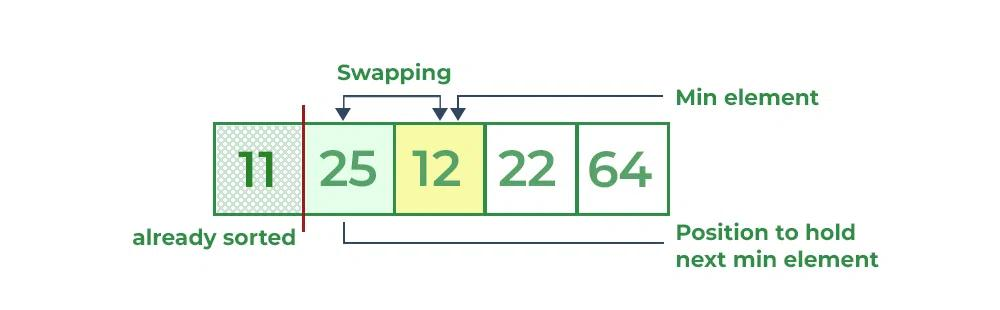 Swapping
Min element
11 25 12 22 64
already sorted
Position to hold
next min element